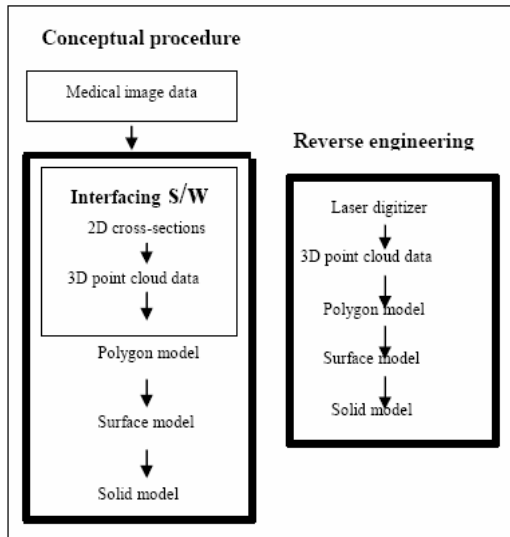 Conceptual procedure
Medical image data
Interfacing S/W
2D cross-sections
3D point cloud data
Polygon model
Surface model
Solid model
Reverse engineering
Laser digitizer
3D point cloud data
Polygon model
Surface model
Solid model